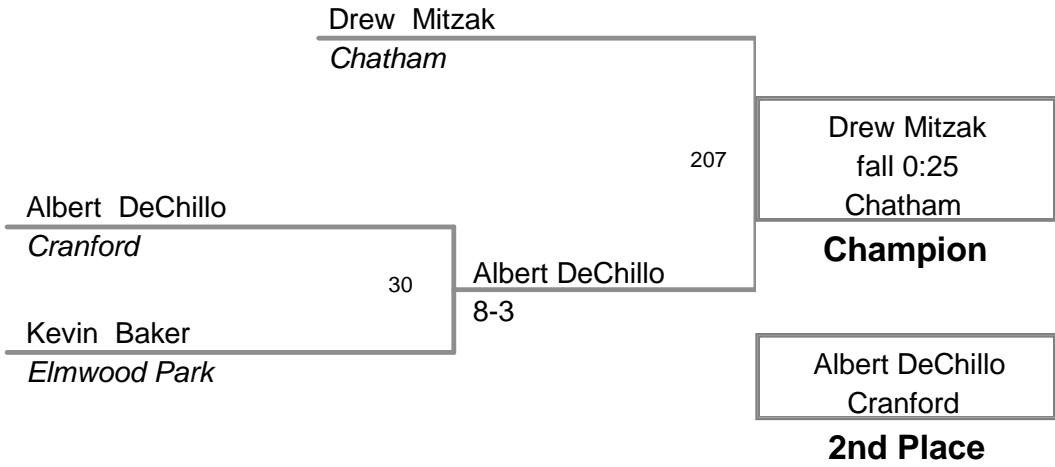 Drew Mitzak
Chatham
Drew Mitzak
fall 0:25
Chatham
Champion
207
Albert DeChillo
Cranford
30
Albert DeChillo
8-3
Kevin Baker
Elmwood Park
Albert DeChillo
Cranford
2nd Place